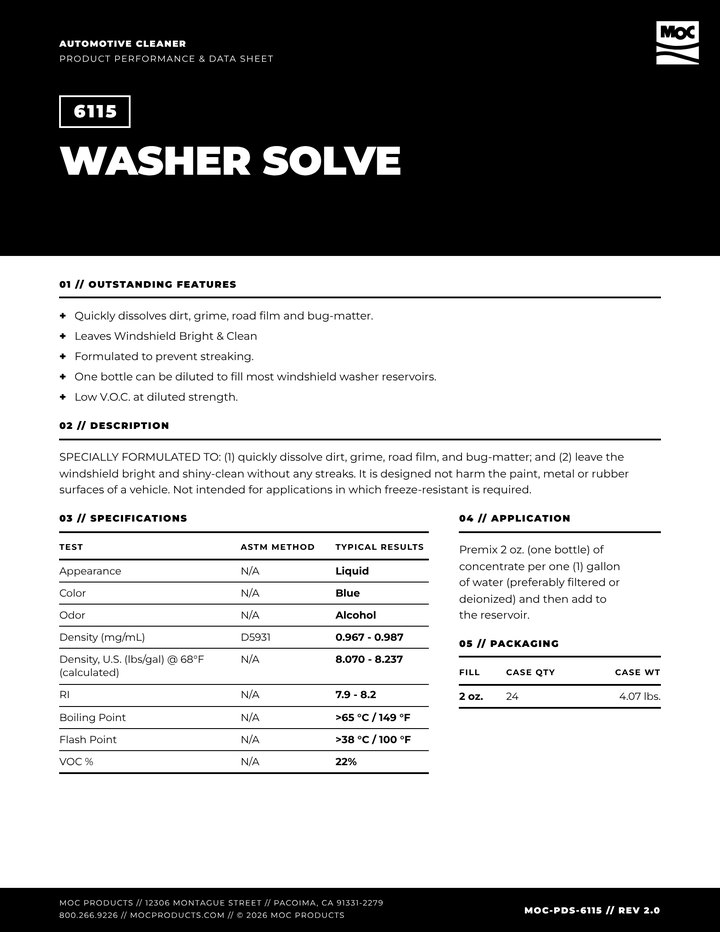 AUTOMOTIVE CLEANER
PRODUCT PERFORMANCE & DATA SHEET
MOC
6115
WASHER SOLVE
01 // OUTSTANDING FEATURES
+ Quickly dissolves dirt, grime, road film and bug-matter.
+ Leaves Windshield Bright & Clean
+ Formulated to prevent streaking.
+ One bottle can be diluted to fill most windshield washer reservoirs.
+ Low V.O.C. at diluted strength.
02 // DESCRIPTION
SPECIALLY FORMULATED TO: (1) quickly dissolve dirt, grime, road film, and bug-matter; and (2) leave the
windshield bright and shiny-clean without any streaks. It is designed not harm the paint, metal or rubber
surfaces of a vehicle. Not intended for applications in which freeze-resistant is required.
03 // SPECIFICATIONS
TEST ASTM METHOD TYPICAL RESULTS
Appearance N/A Liquid
Color N/A Blue
Odor N/A Alcohol
Density (mg/mL) D5931 0.967 - 0.987
Density, U.S. (lbs/gal) @ 68°F N/A 8.070 - 8.237
(calculated)
RI N/A 7.9 - 8.2
Boiling Point N/A >65 °C / 149 °F
Flash Point N/A >38 °C / 100 °F
VOC % N/A 22%
04 // APPLICATION
Premix 2 oz. (one bottle) of
concentrate per one (1) gallon
of water (preferably filtered or
deionized) and then add to
the reservoir.
05 // PACKAGING
FILL CASE QTY CASE WT
2 oz. 24 4.07 lbs.
MOC PRODUCTS // 12306 MONTAGUE STREET // PACOIMA, CA 91331-2279
800.266.9226 // MOCPRODUCTS.COM // © 2026 MOC PRODUCTS
MOC-PDS-6115 // REV 2.0